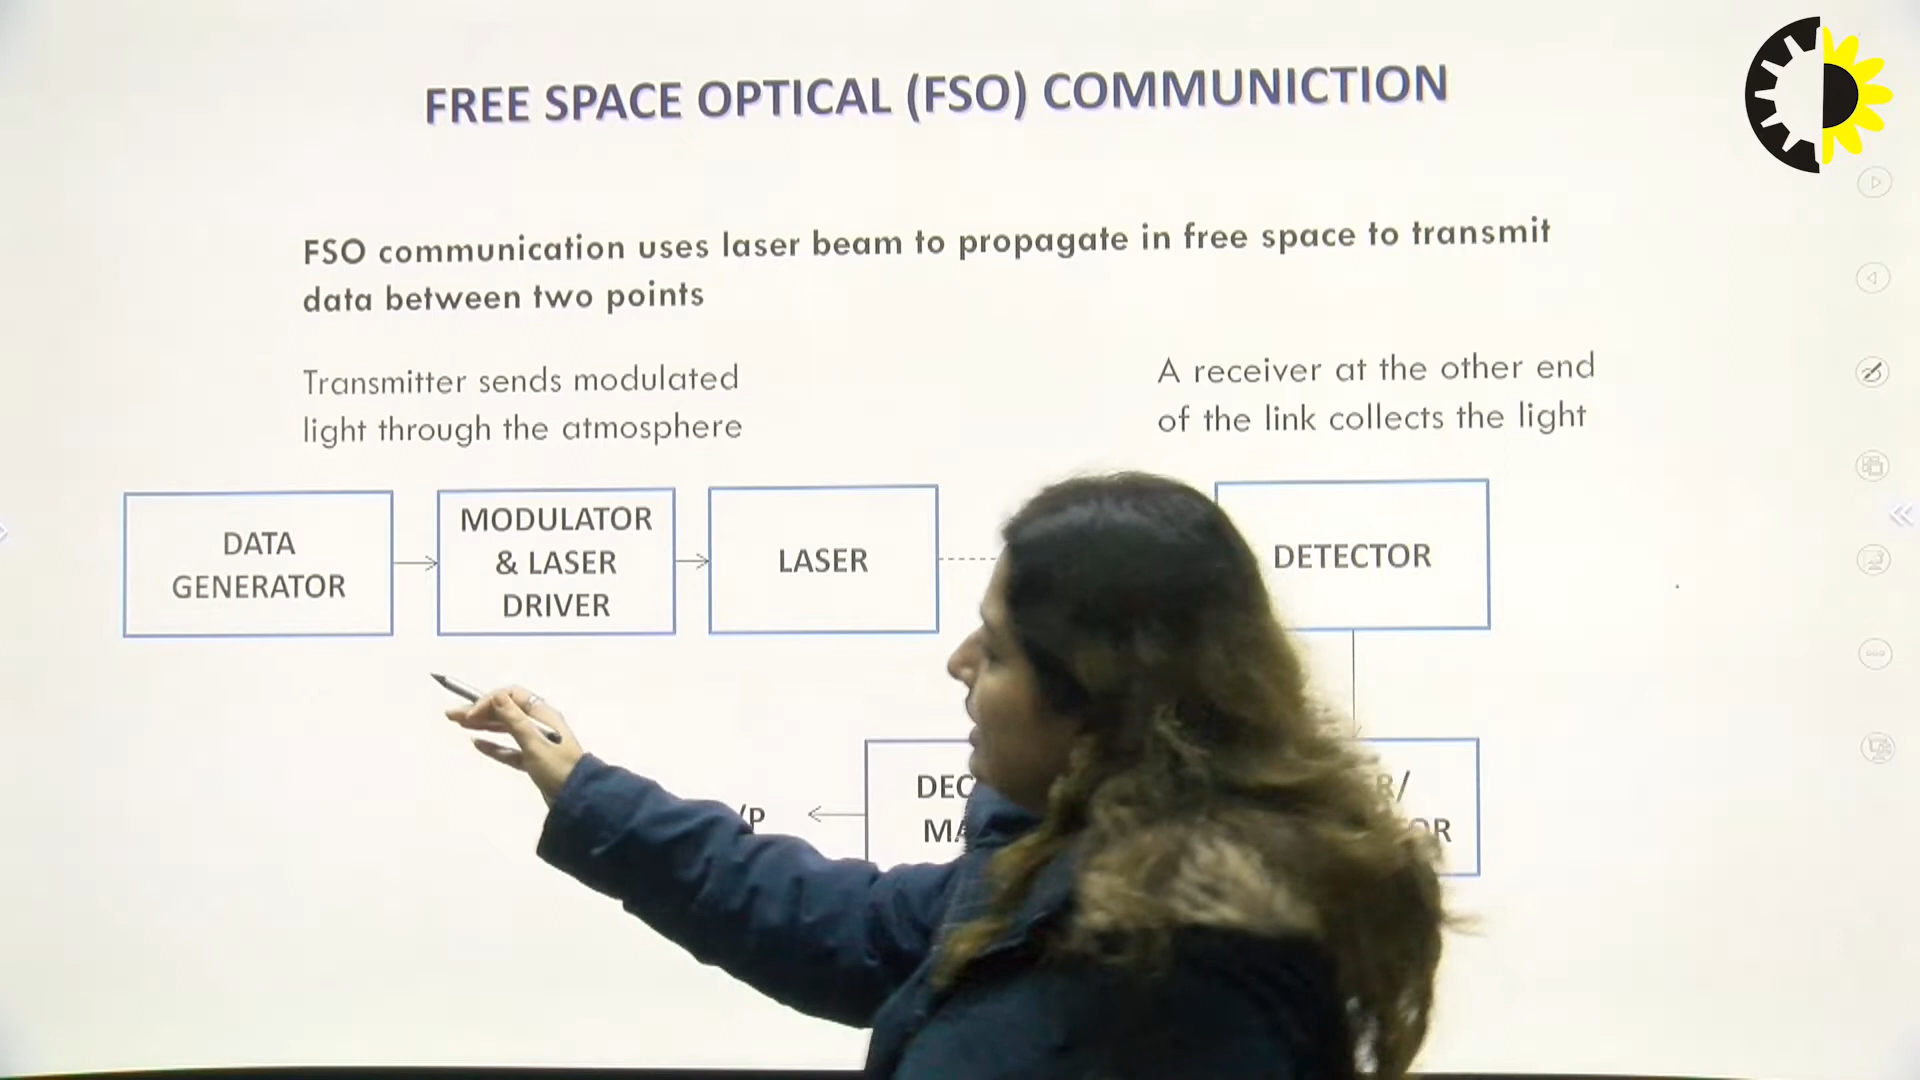 FREE SPACE OPTICAL (FSO) COMMUNICTION
FSO communication uses laser beam to propagate in free space to transmit
data between two points
Transmitter sends modulated
light through the atmosphere
A receiver at the other end
of the link collects the light
DATA
GENERATOR
MODULATOR
& LASER
DRIVER
LASER
DETECTOR